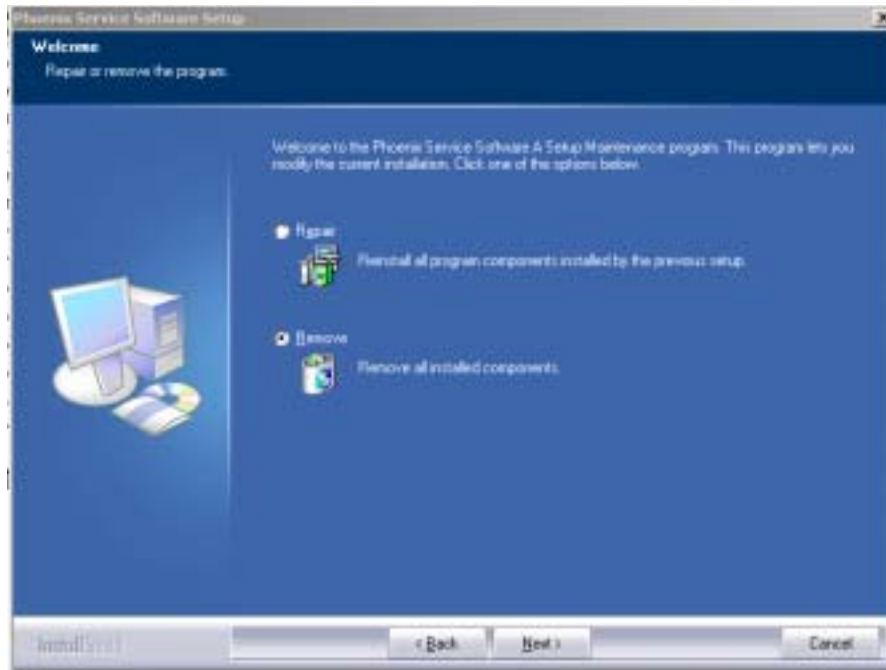 Phoenix Service Software Setup
Welcome
Repair or remove the program.
Welcome to the Phoenix Service Software A Setup Maintenance program. This program lets you
modify the current installation. Click one of the options below.
Repair
Reinstall all program components installed by the previous setup.
Remove
Remove all installed components.
InstallShield
< Back
Next >
Cancel